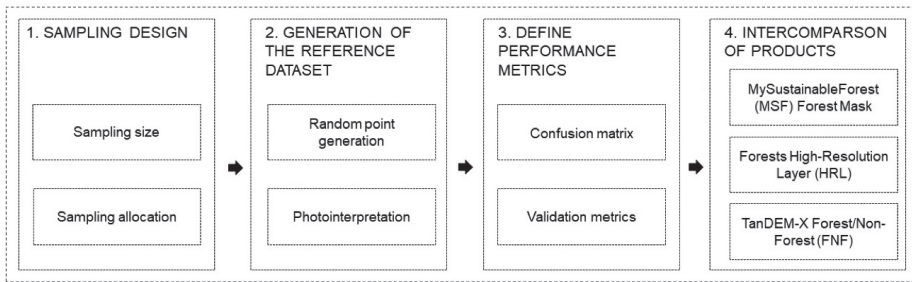 1. SAMPLING DESIGN
Sampling size
Sampling allocation
2. GENERATION OF
THE REFERENCE
DATASET
Random point
generation
Photointerpretation
3. DEFINE
PERFORMANCE
METRICS
Confusion matrix
Validation metrics
4. INTERCOMPARSON
OF PRODUCTS
MySustainableForest
(MSF) Forest Mask
Forests High-Resolution
Layer (HRL)
TanDEM-X Forest/Non-
Forest (FNF)